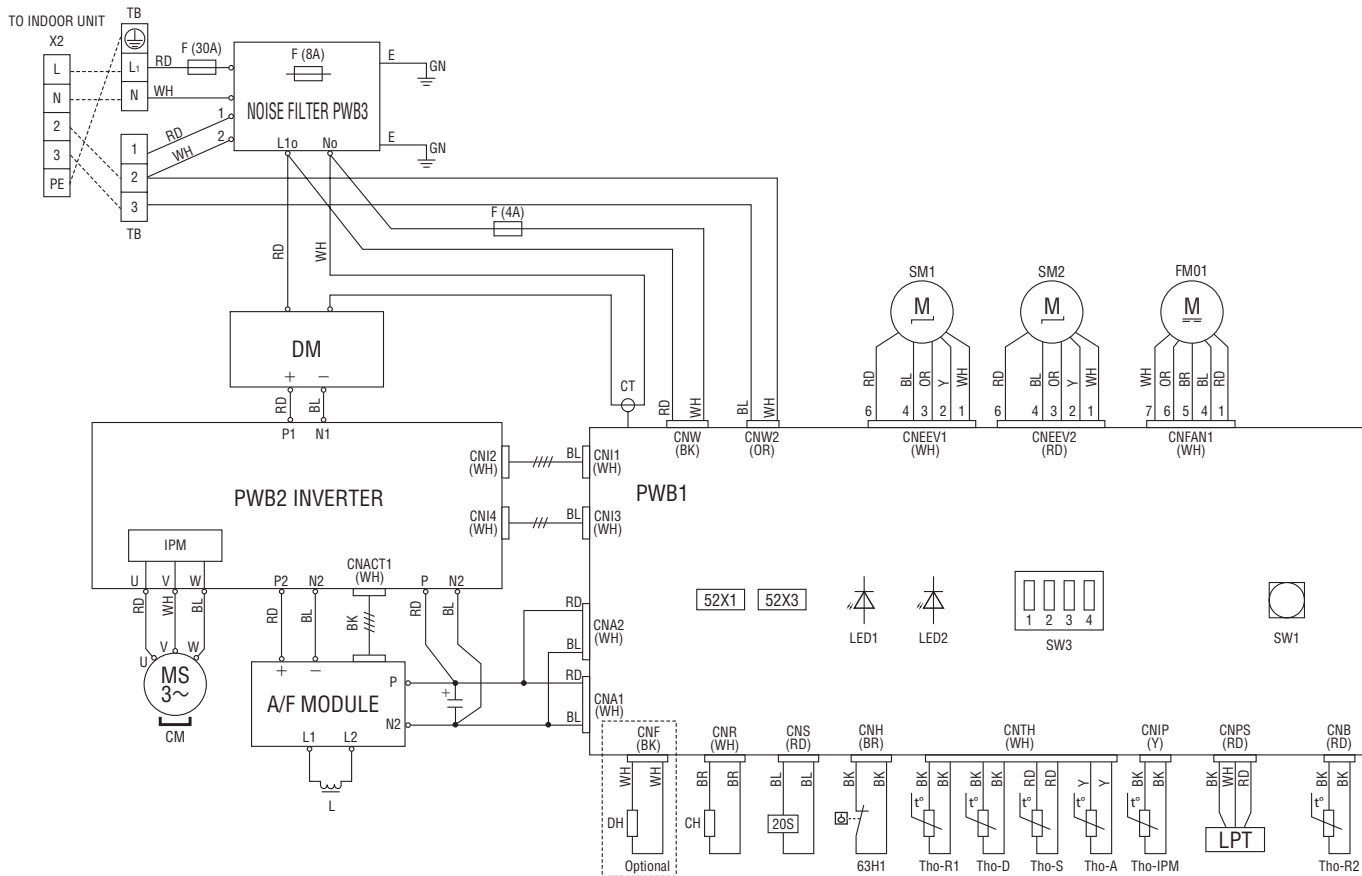 TO INDOOR UNIT
X2
L
N
2
3
PE
TB
L1
N
1
2
3
TB
RD
F (30A)
WH
1
2
RD
WH
F (8A)
NOISE FILTER PWB3
L1o
No
E
GN
E
GN
F (4A)
RD
WH
DM
+
−
RD
BL
P1
N1
CT
RD
WH
BL
WH
CNW
(BK)
CNW2
(OR)
SM1
M
RD
BL
OR
Y
WH
6
4
3
2
1
CNEEV1
(WH)
SM2
M
RD
BL
OR
Y
WH
6
4
3
2
1
CNEEV2
(RD)
FM01
M
WH
OR
BR
BL
RD
7
6
5
4
1
CNFAN1
(WH)
PWB2 INVERTER
CNI2
(WH)
BL
CNI1
(WH)
CNI4
(WH)
BL
CNI3
(WH)
PWB1
IPM
U
V
W
P2
N2
CNACT1
(WH)
P
N2
RD
WH
BL
RD
BL
BK
RD
BL
U
V
W
MS
3~
CM
+
−
A/F MODULE
P
N2
L1
L2
L
+
RD
BL
CNA2
(WH)
RD
BL
CNA1
(WH)
52X1
52X3
LED1
LED2
1
2
3
4
SW3
SW1
CNF
(BK)
WH
WH
DH
Optional
CNR
(WH)
BR
BR
CH
CNS
(RD)
BL
BL
20S
CNH
(BR)
BK
BK
63H1
CNTH
(WH)
BK
BK
BK
BK
RD
RD
Y
Y
t°
t°
t°
t°
Tho-R1
Tho-D
Tho-S
Tho-A
CNIP
(Y)
BK
BK
t°
Tho-IPM
CNPS
(RD)
BK
WH
RD
LPT
CNB
(RD)
BK
BK
t°
Tho-R2